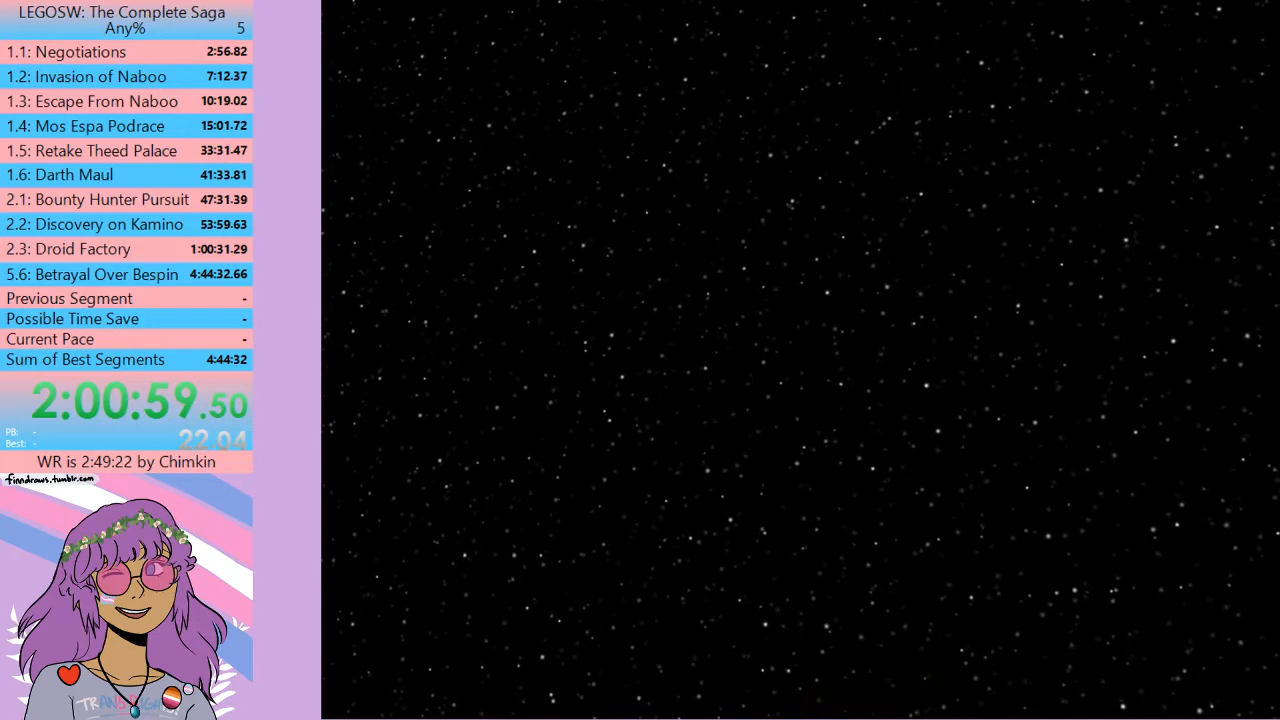 LEGOSW: The Complete Saga
Any% 5
1.1: Negotiations 2:56.82
1.2: Invasion of Naboo 7:12.37
1.3: Escape From Naboo 10:19.02
1.4: Mos Espa Podrace 15:01.72
1.5: Retake Theed Palace 33:31.47
1.6: Darth Maul 41:33.81
2.1: Bounty Hunter Pursuit 47:31.39
2.2: Discovery on Kamino 53:59.63
2.3: Droid Factory 1:00:31.29
5.6: Betrayal Over Bespin 4:44:32.66
Previous Segment -
Possible Time Save -
Current Pace -
Sum of Best Segments 4:44:32
2:00:59.50
PB: -
Best: -
22.04
WR is 2:49:22 by Chimkin
finndraws.tumblr.com